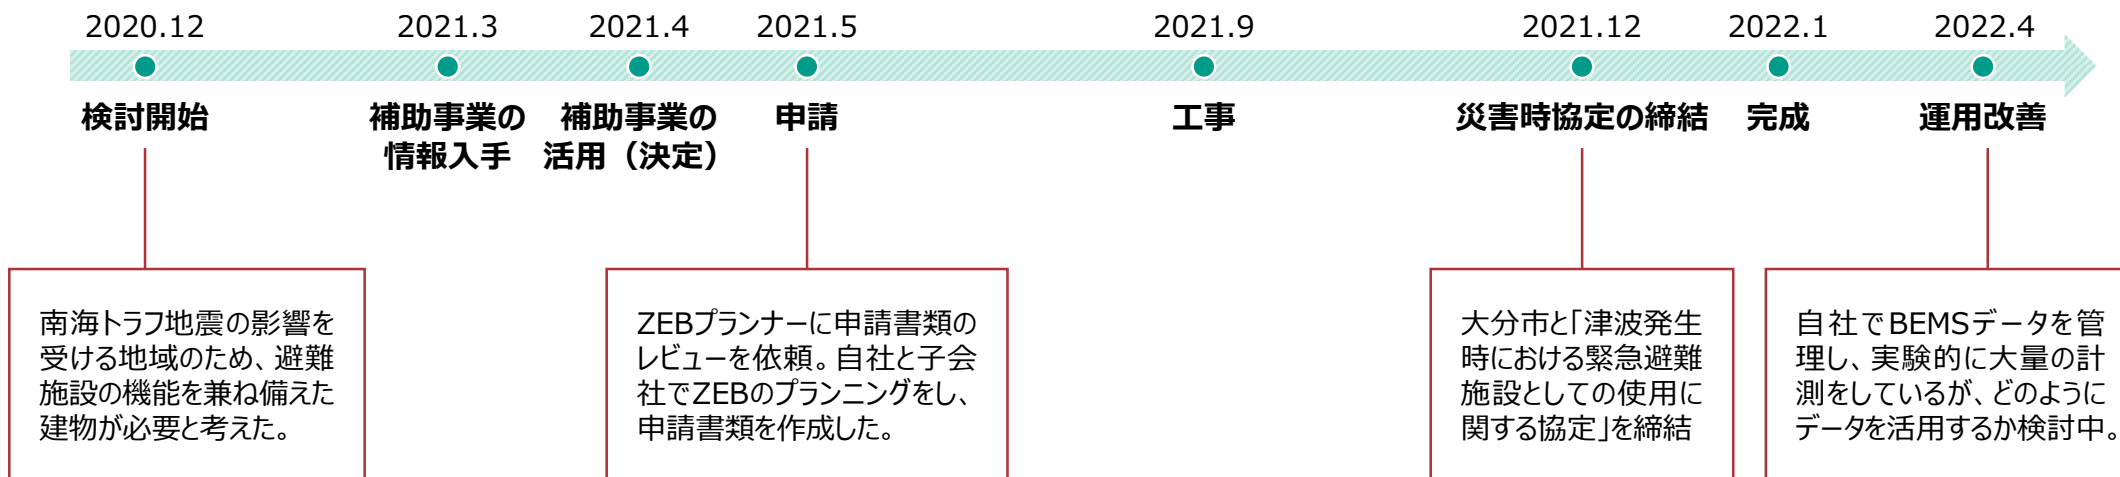 2020.12
2021.3
2021.4
2021.5
2021.9
2021.12
2022.1
2022.4
検討開始
補助事業の
情報入手
補助事業の
活用（決定）
申請
工事
災害時協定の締結
完成
運用改善
南海トラフ地震の影響を
受ける地域のため、避難
施設の機能を兼ね備えた
建物が必要と考えた。
ZEBプランナーに申請書類の
レビューを依頼。自社と子会
社でZEBのプランニングをし、
申請書類を作成した。
大分市と「津波発生
時における緊急避難
施設としての使用に
関する協定」を締結
自社でBEMSデータを管
理し、実験的に大量の計
測をしているが、どのように
データを活用するか検討中。